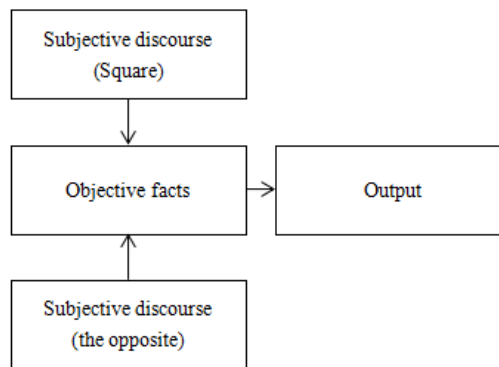 Subjective discourse
(Square)
Objective facts
Output
Subjective discourse
(the opposite)